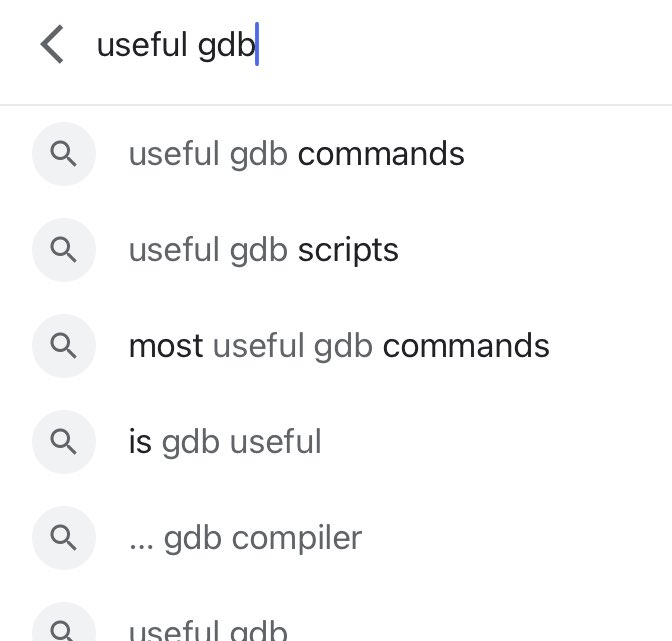 useful gdb
useful gdb commands
useful gdb scripts
most useful gdb commands
is gdb useful
... gdb compiler
useful gdb